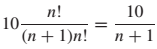 10 n! / (n + 1)n! = 10 / n + 1